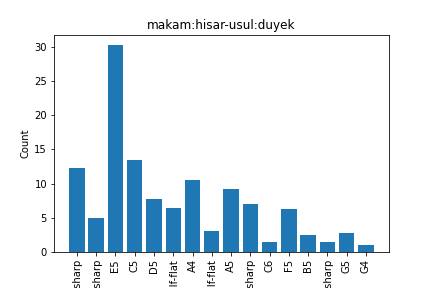 makam:hisar-usul:duyek
30
25
20
15
10
5
0
Count
sharp
sharp
E5
C5
D5
lf-flat
A4
lf-flat
A5
sharp
C6
F5
B5
sharp
G5
G4